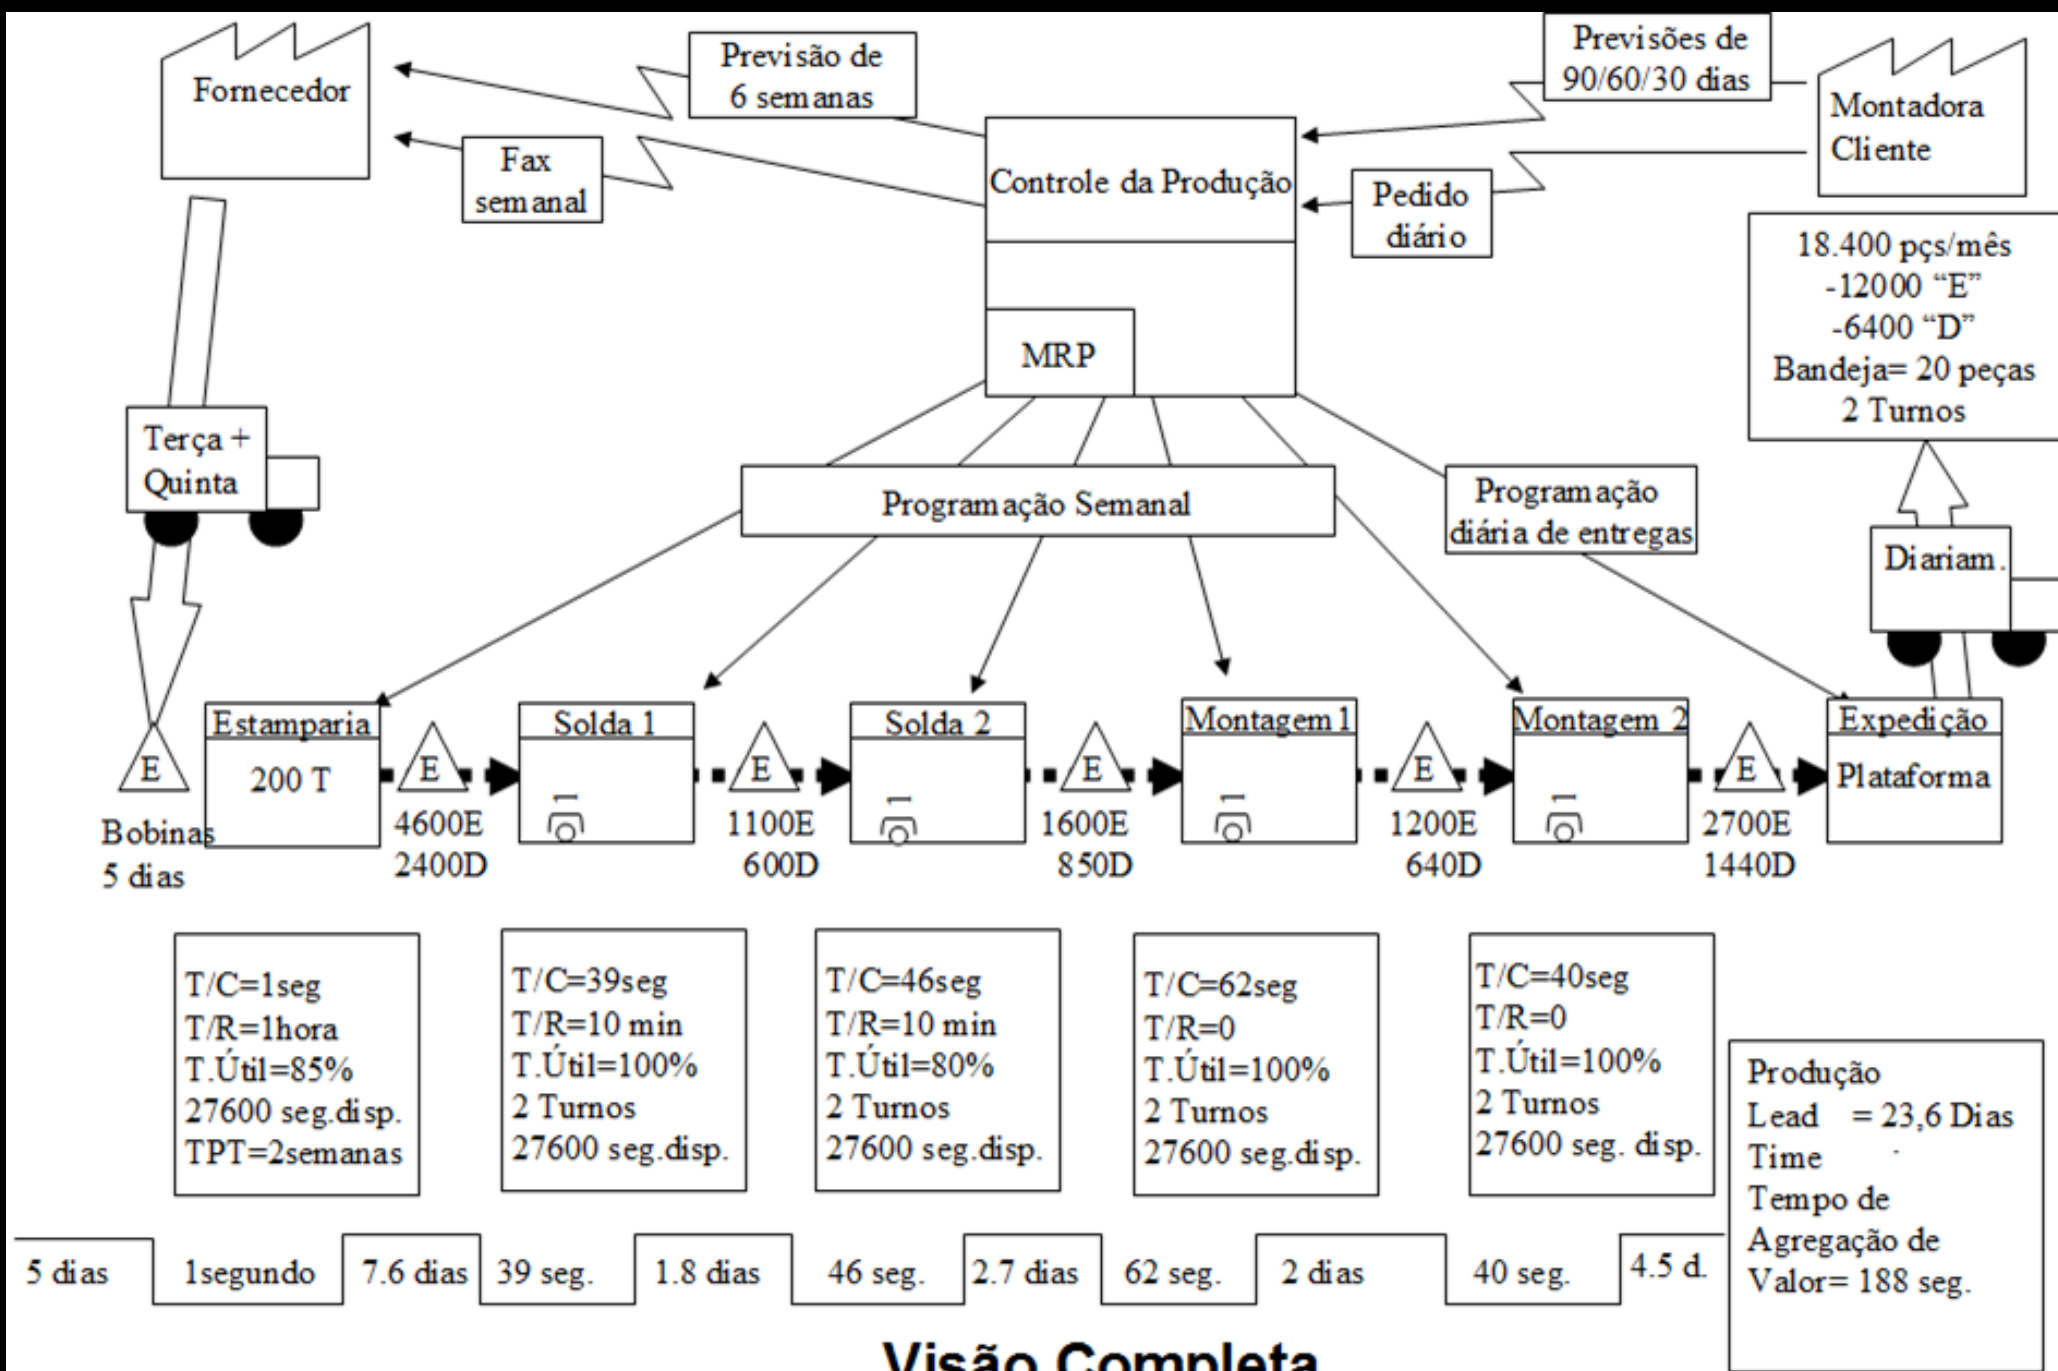 Fornecedor
Previsão de
6 semanas
Fax
semanal
Previsões de
90/60/30 dias
Montadora
Cliente
Controle da Produção
MRP
Pedido
diário
18.400 pçs/mês
-12000 “E”
-6400 “D”
Bandeja= 20 peças
2 Turnos
Terça +
Quinta
Programação Semanal
Programação
diária de entregas
Diariam.
E
Bobinas
5 dias
Estamparia
200 T
E
4600E
2400D
Solda 1
1
E
1100E
600D
Solda 2
1
E
1600E
850D
Montagem1
1
E
1200E
640D
Montagem 2
1
E
2700E
1440D
Expedição
Plataforma
T/C=1seg
T/R=1hora
T.Útil=85%
27600 seg.disp.
TPT=2semanas
T/C=39seg
T/R=10 min
T.Útil=100%
2 Turnos
27600 seg.disp.
T/C=46seg
T/R=10 min
T.Útil=80%
2 Turnos
27600 seg.disp.
T/C=62seg
T/R=0
T.Útil=100%
2 Turnos
27600 seg.disp.
T/C=40seg
T/R=0
T.Útil=100%
2 Turnos
27600 seg. disp.
Produção
Lead = 23,6 Dias
Time
Tempo de
Agregação de
Valor= 188 seg.
5 dias
1segundo
7.6 dias
39 seg.
1.8 dias
46 seg.
2.7 dias
62 seg.
2 dias
40 seg.
4.5 d.
Visão Completa